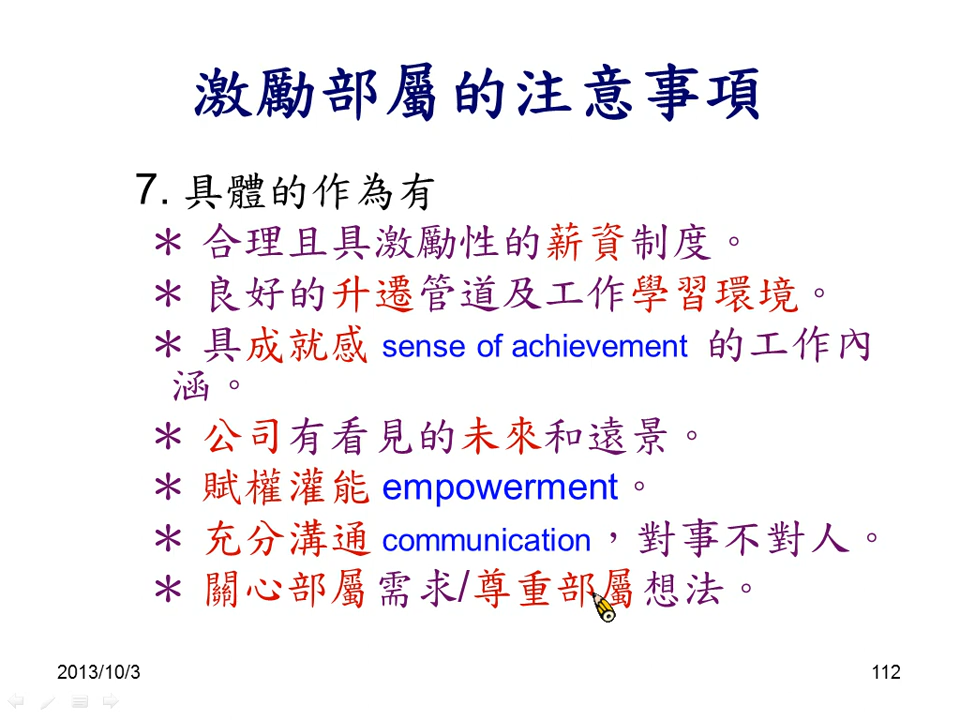 激勵部屬的注意事項
7. 具體的作為有
＊ 合理且具激勵性的薪資制度。
＊ 良好的升遷管道及工作學習環境。
＊ 具成就感 sense of achievement 的工作內
涵。
＊ 公司有看見的未來和遠景。
＊ 賦權灌能 empowerment。
＊ 充分溝通 communication，對事不對人。
＊ 關心部屬需求/尊重部屬想法。
2013/10/3
112